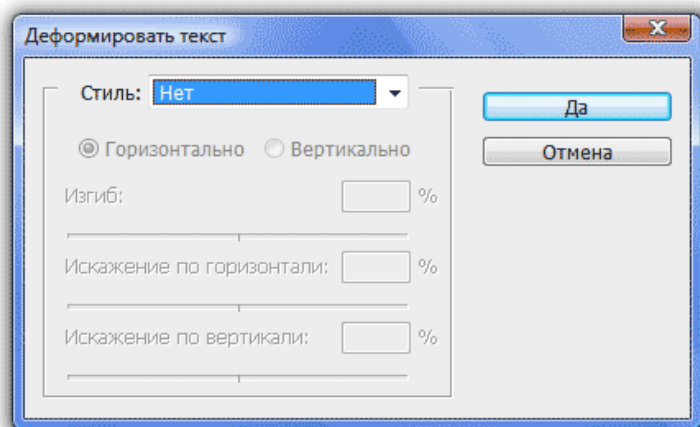 Деформировать текст
Стиль: Нет
Да
Горизонтально Вертикально
Отмена
Изгиб: %
Искажение по горизонтали: %
Искажение по вертикали: %